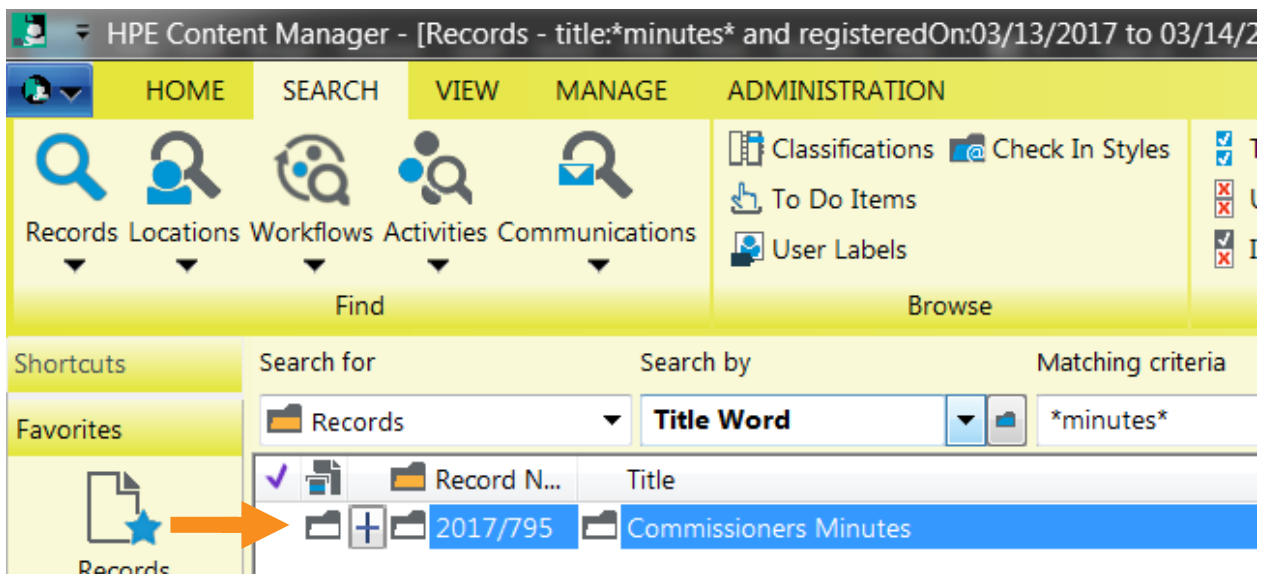 HPE Content Manager - [Records - title:*minutes* and registeredOn:03/13/2017 to 03/14/2
HOME SEARCH VIEW MANAGE ADMINISTRATION
Classifications Check In Styles
To Do Items
Records Locations Workflows Activities Communications
User Labels
Find Browse
Shortcuts Search for Search by Matching criteria
Favorites Records Title Word *minutes*
Record N... Title
2017/795 Commissioners Minutes
Records